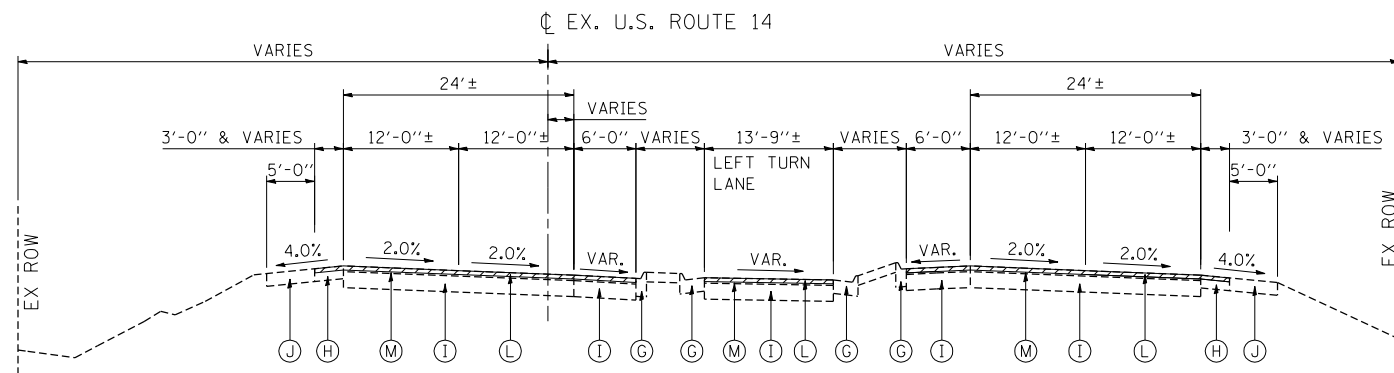 ℄ EX. U.S. ROUTE 14
VARIES VARIES
24'± 24'±
VARIES
3'-0" & VARIES 12'-0"± 12'-0"± 6'-0" VARIES 13'-9"± VARIES 6'-0" 12'-0"± 12'-0"± 3'-0" & VARIES
5'-0" LEFT TURN 5'-0"
LANE
EX ROW EX ROW
4.0% 2.0% 2.0% VAR. VAR. VAR. 2.0% 2.0% 4.0%
J H M I L I G G M I L G G I M I L H J